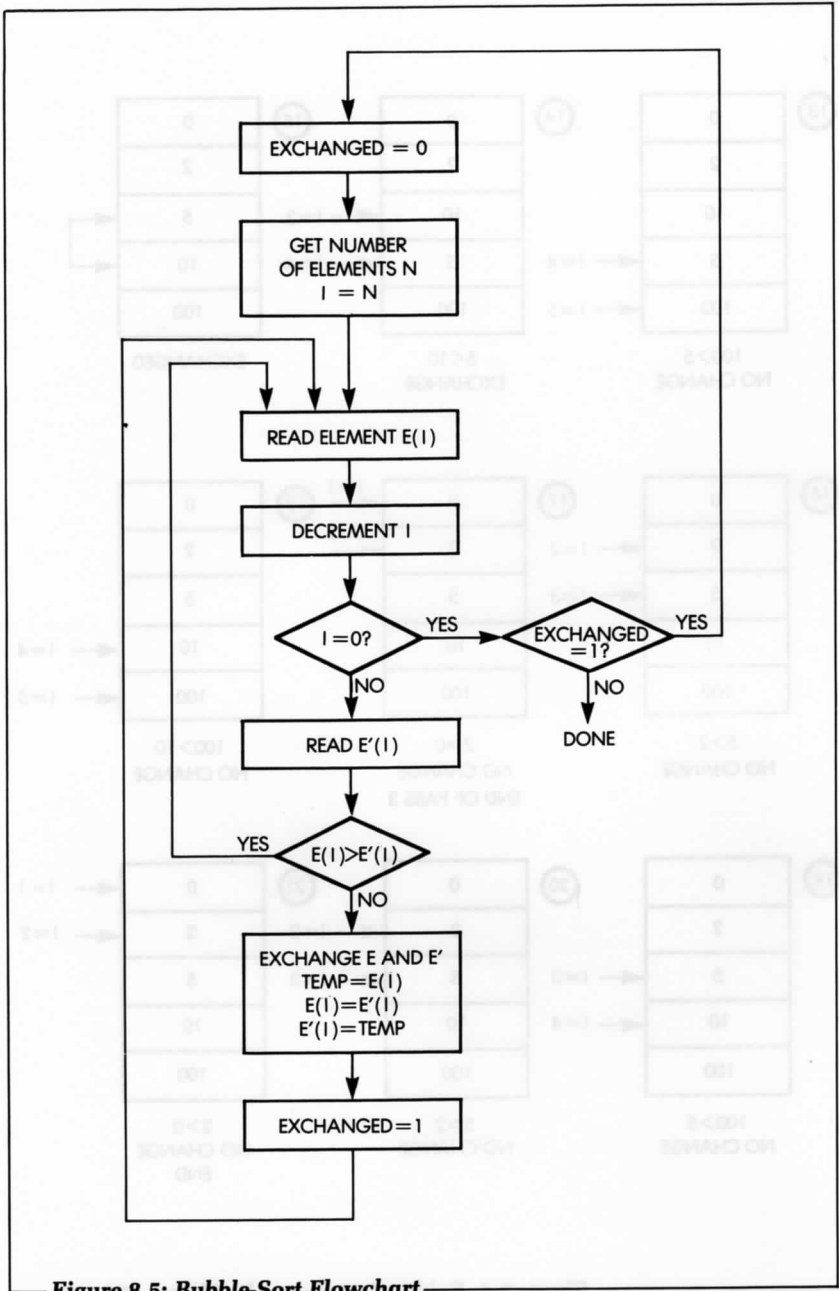 EXCHANGED = 0
GET NUMBER
OF ELEMENTS N
I = N
READ ELEMENT E(I)
DECREMENT I
I=0?
YES
EXCHANGED
=1?
YES
NO
NO
DONE
READ E'(I)
YES
E(I)>E'(I)
NO
EXCHANGE E AND E'
TEMP=E(I)
E(I)=E'(I)
E'(I)=TEMP
EXCHANGED=1
Figure 8.5: Bubble-Sort Flowchart